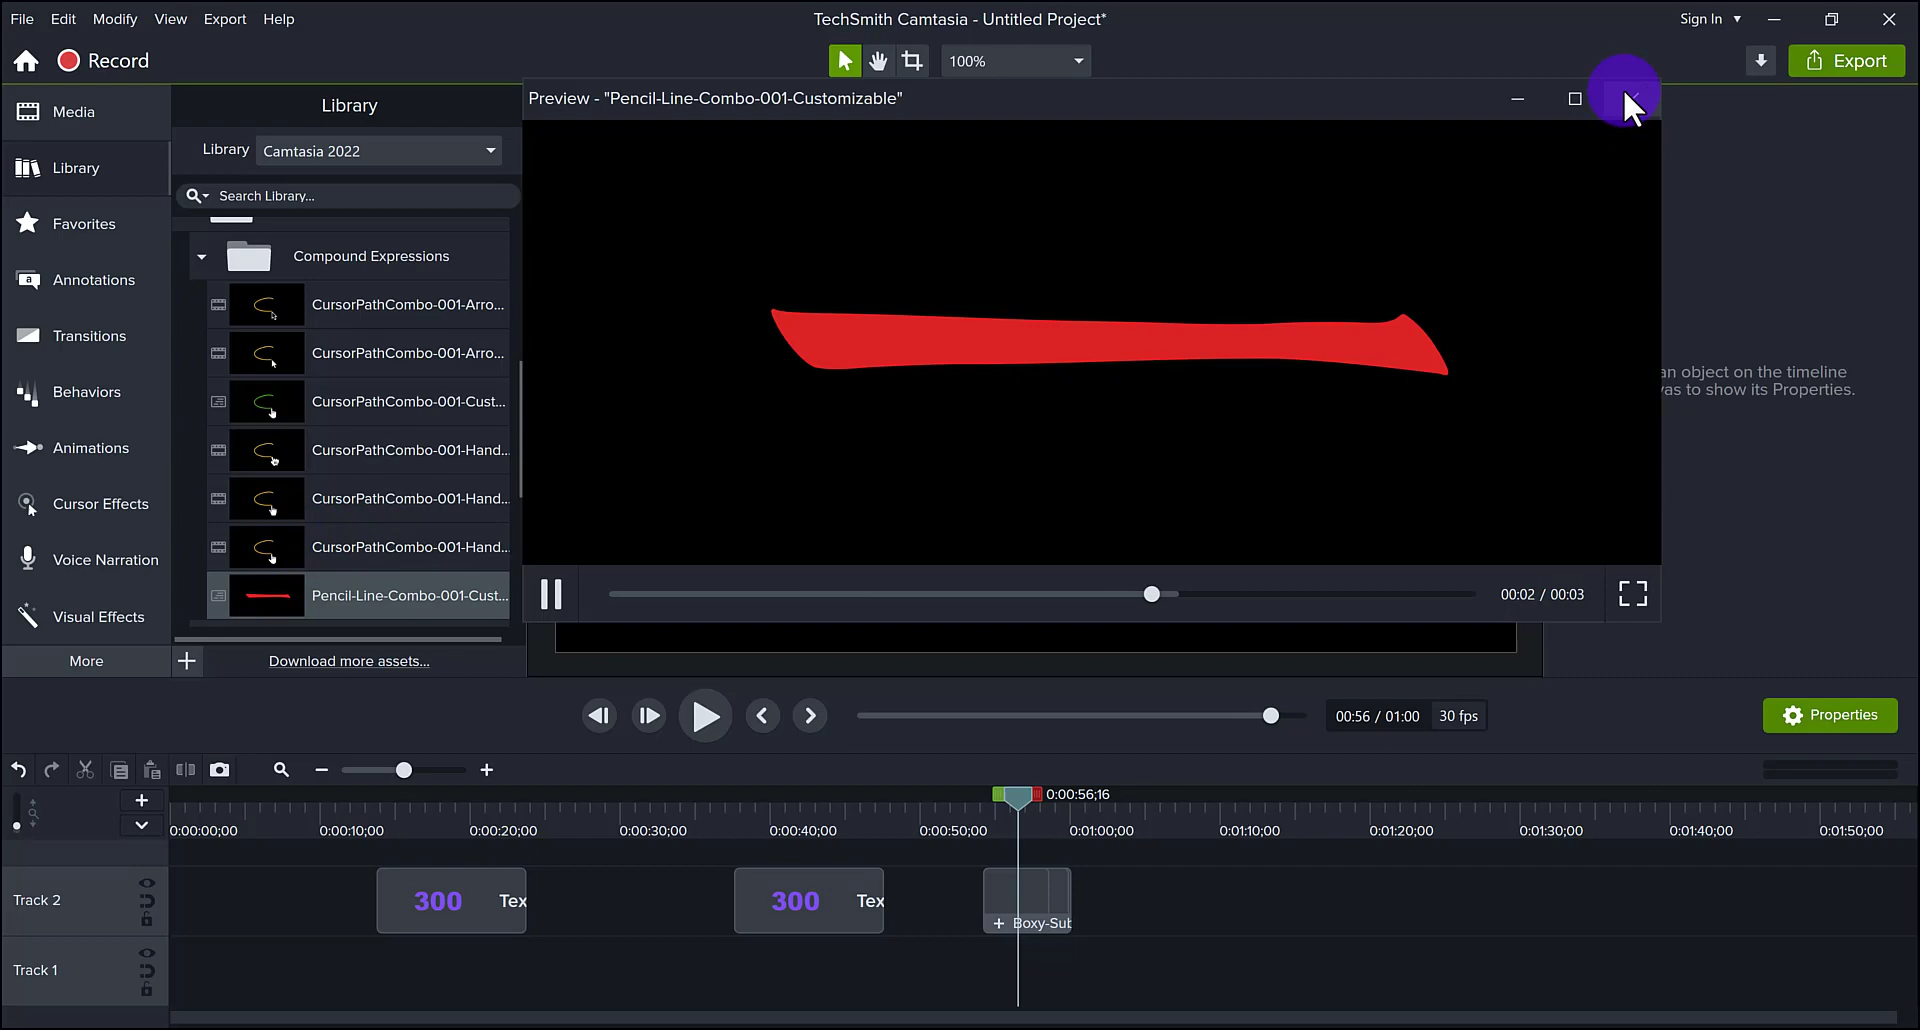 File Edit Modify View Export Help
TechSmith Camtasia - Untitled Project*
Sign In
Record
100%
Export
Media
Library
Favorites
Annotations
Transitions
Behaviors
Animations
Cursor Effects
Voice Narration
Visual Effects
More
Library
Library Camtasia 2022
Search Library...
Compound Expressions
CursorPathCombo-001-Arro...
CursorPathCombo-001-Arro...
CursorPathCombo-001-Cust...
CursorPathCombo-001-Hand...
CursorPathCombo-001-Hand...
CursorPathCombo-001-Hand...
Pencil-Line-Combo-001-Cust...
Download more assets...
Preview - "Pencil-Line-Combo-001-Customizable"
00:02 / 00:03
an object on the timeline
vas to show its Properties.
00:56 / 01:00 30 fps
Properties
0:00:56;16
0:00:00;00 0:00:10;00 0:00:20;00 0:00:30;00 0:00:40;00 0:00:50;00 0:01:00;00 0:01:10;00 0:01:20;00 0:01:30;00 0:01:40;00 0:01:50;00
Track 2
300 Tex
300 Tex
+ Boxy-Sub
Track 1